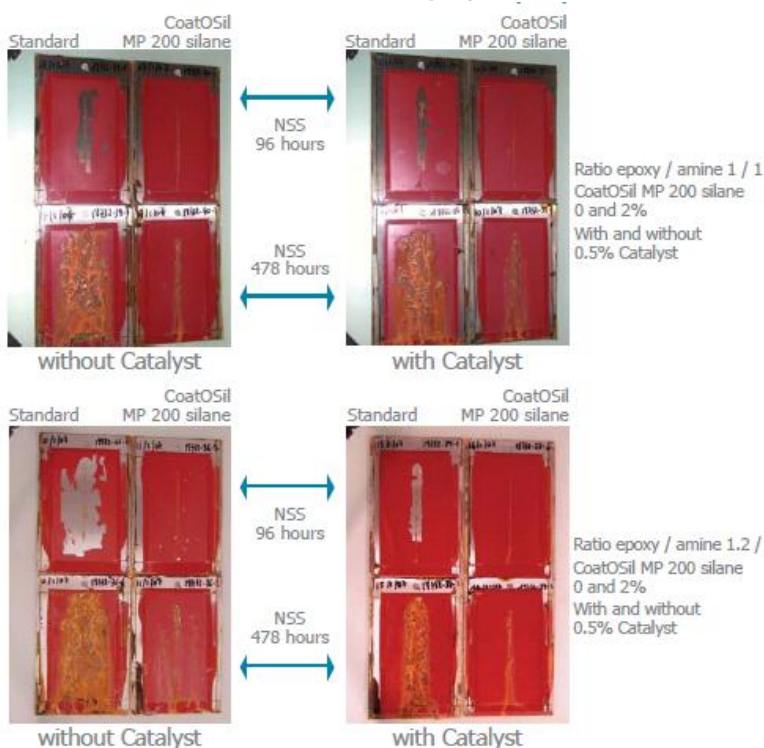 Standard
CoatOSil
MP 200 silane
CoatOSil
Standard MP 200 silane
NSS
96 hours
NSS
478 hours
Ratio epoxy / amine 1 / 1
CoatOSil MP 200 silane
0 and 2%
With and without
0.5% Catalyst
without Catalyst
with Catalyst
CoatOSil
Standard MP 200 silane
CoatOSil
Standard MP 200 silane
NSS
96 hours
NSS
478 hours
Ratio epoxy / amine 1.2 /
CoatOSil MP 200 silane
0 and 2%
With and without
0.5% Catalyst
without Catalyst
with Catalyst